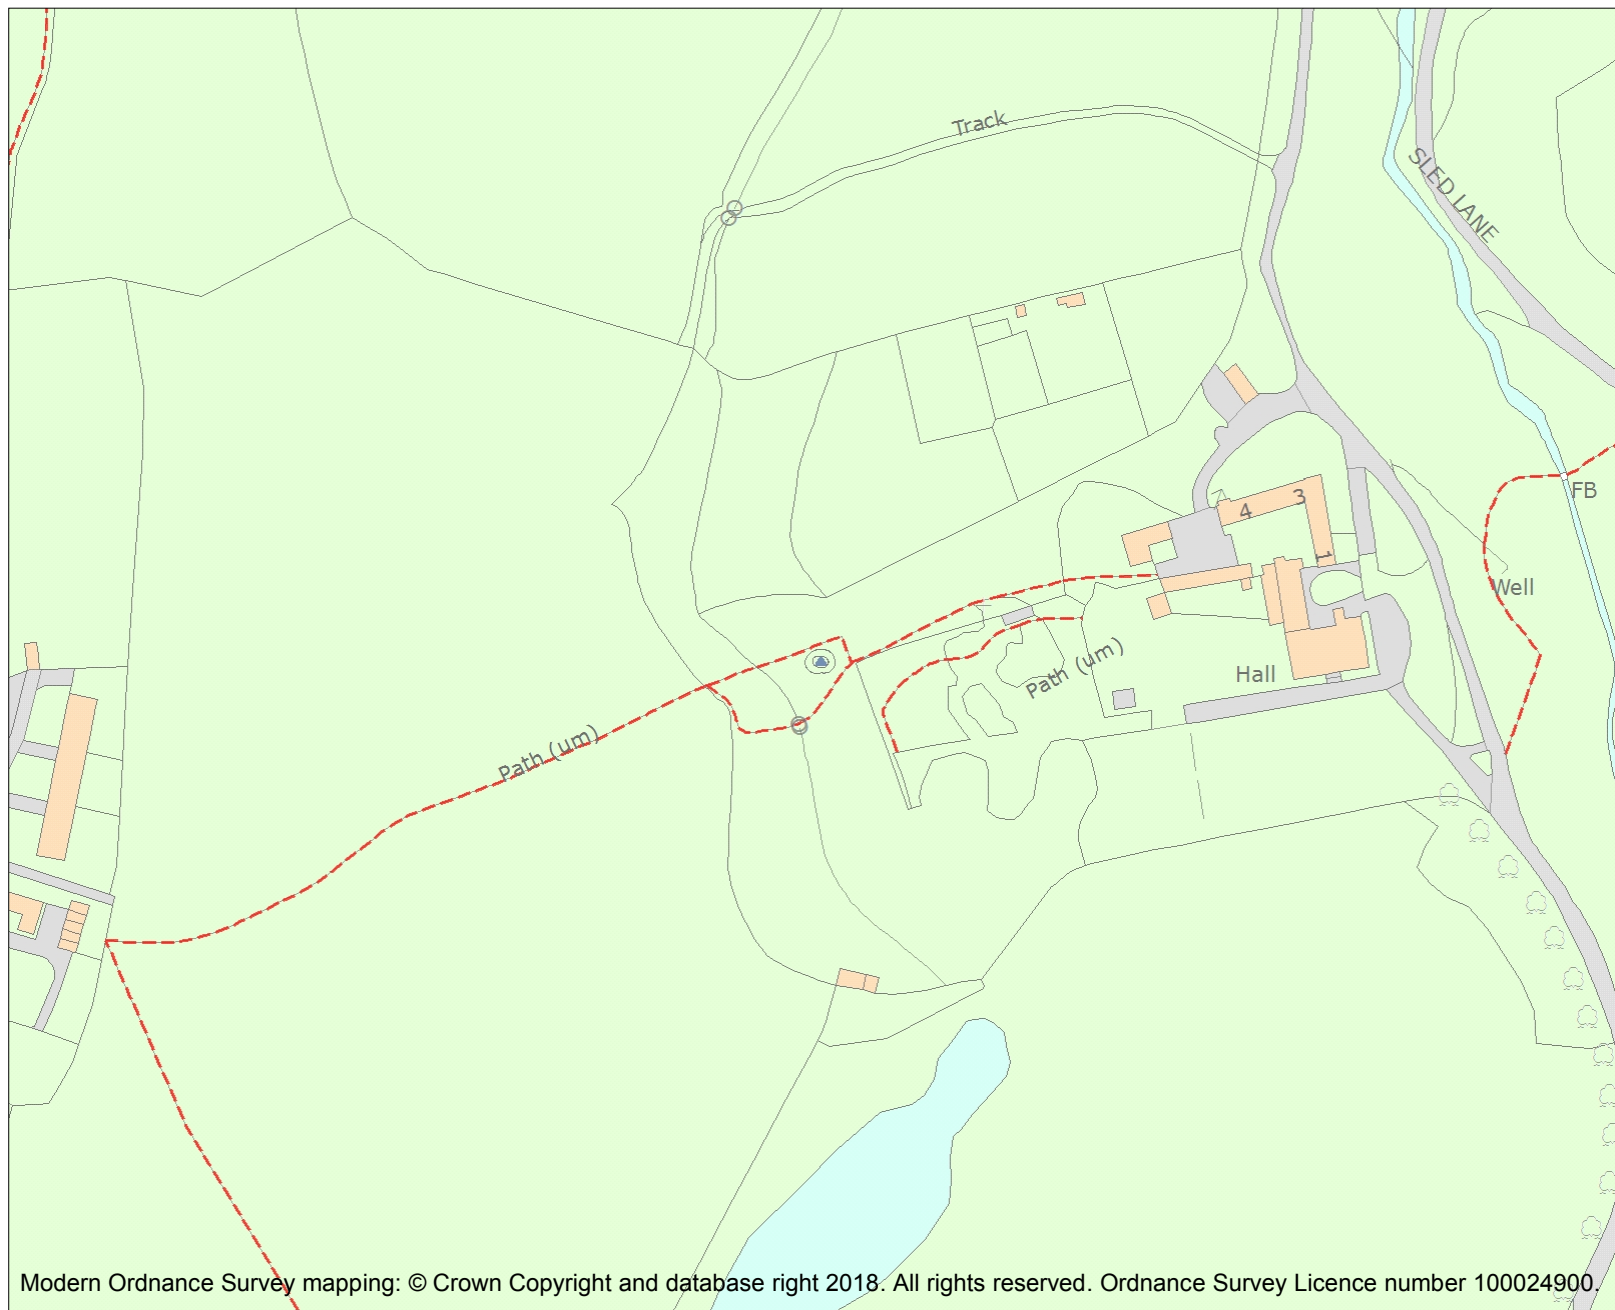 Track
SLED LANE
FB
3
4
1
Well
Path (um)
Hall
Path (um)
Modern Ordnance Survey mapping: © Crown Copyright and database right 2018. All rights reserved. Ordnance Survey Licence number 100024900.